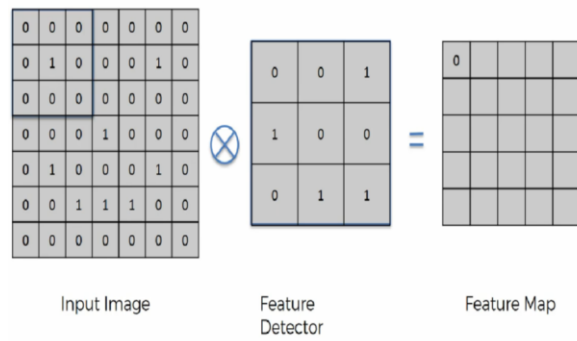 0 0 0 0 0 0 0
0 1 0 0 0 1 0
0 0 0 0 0 0 0
0 0 0 1 0 0 0
0 1 0 0 0 1 0
0 0 1 1 1 0 0
0 0 0 0 0 0 0
Input Image
0 0 1
1 0 0
0 1 1
Feature
Detector
=
0
Feature Map